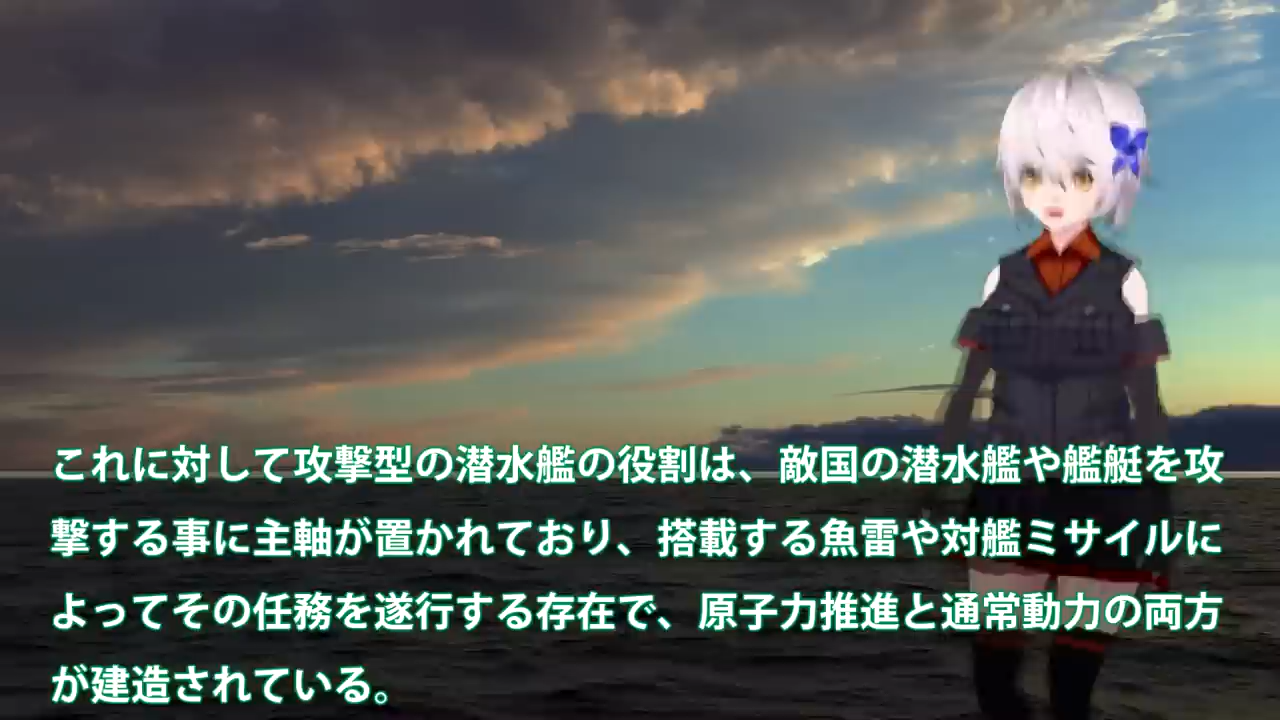 これに対して攻撃型の潜水艦の役割は、敵国の潜水艦や艦艇を攻
撃する事に主軸が置かれており、搭載する魚雷や対艦ミサイルに
よってその任務を遂行する存在で、原子力推進と通常動力の両方
が建造されている。